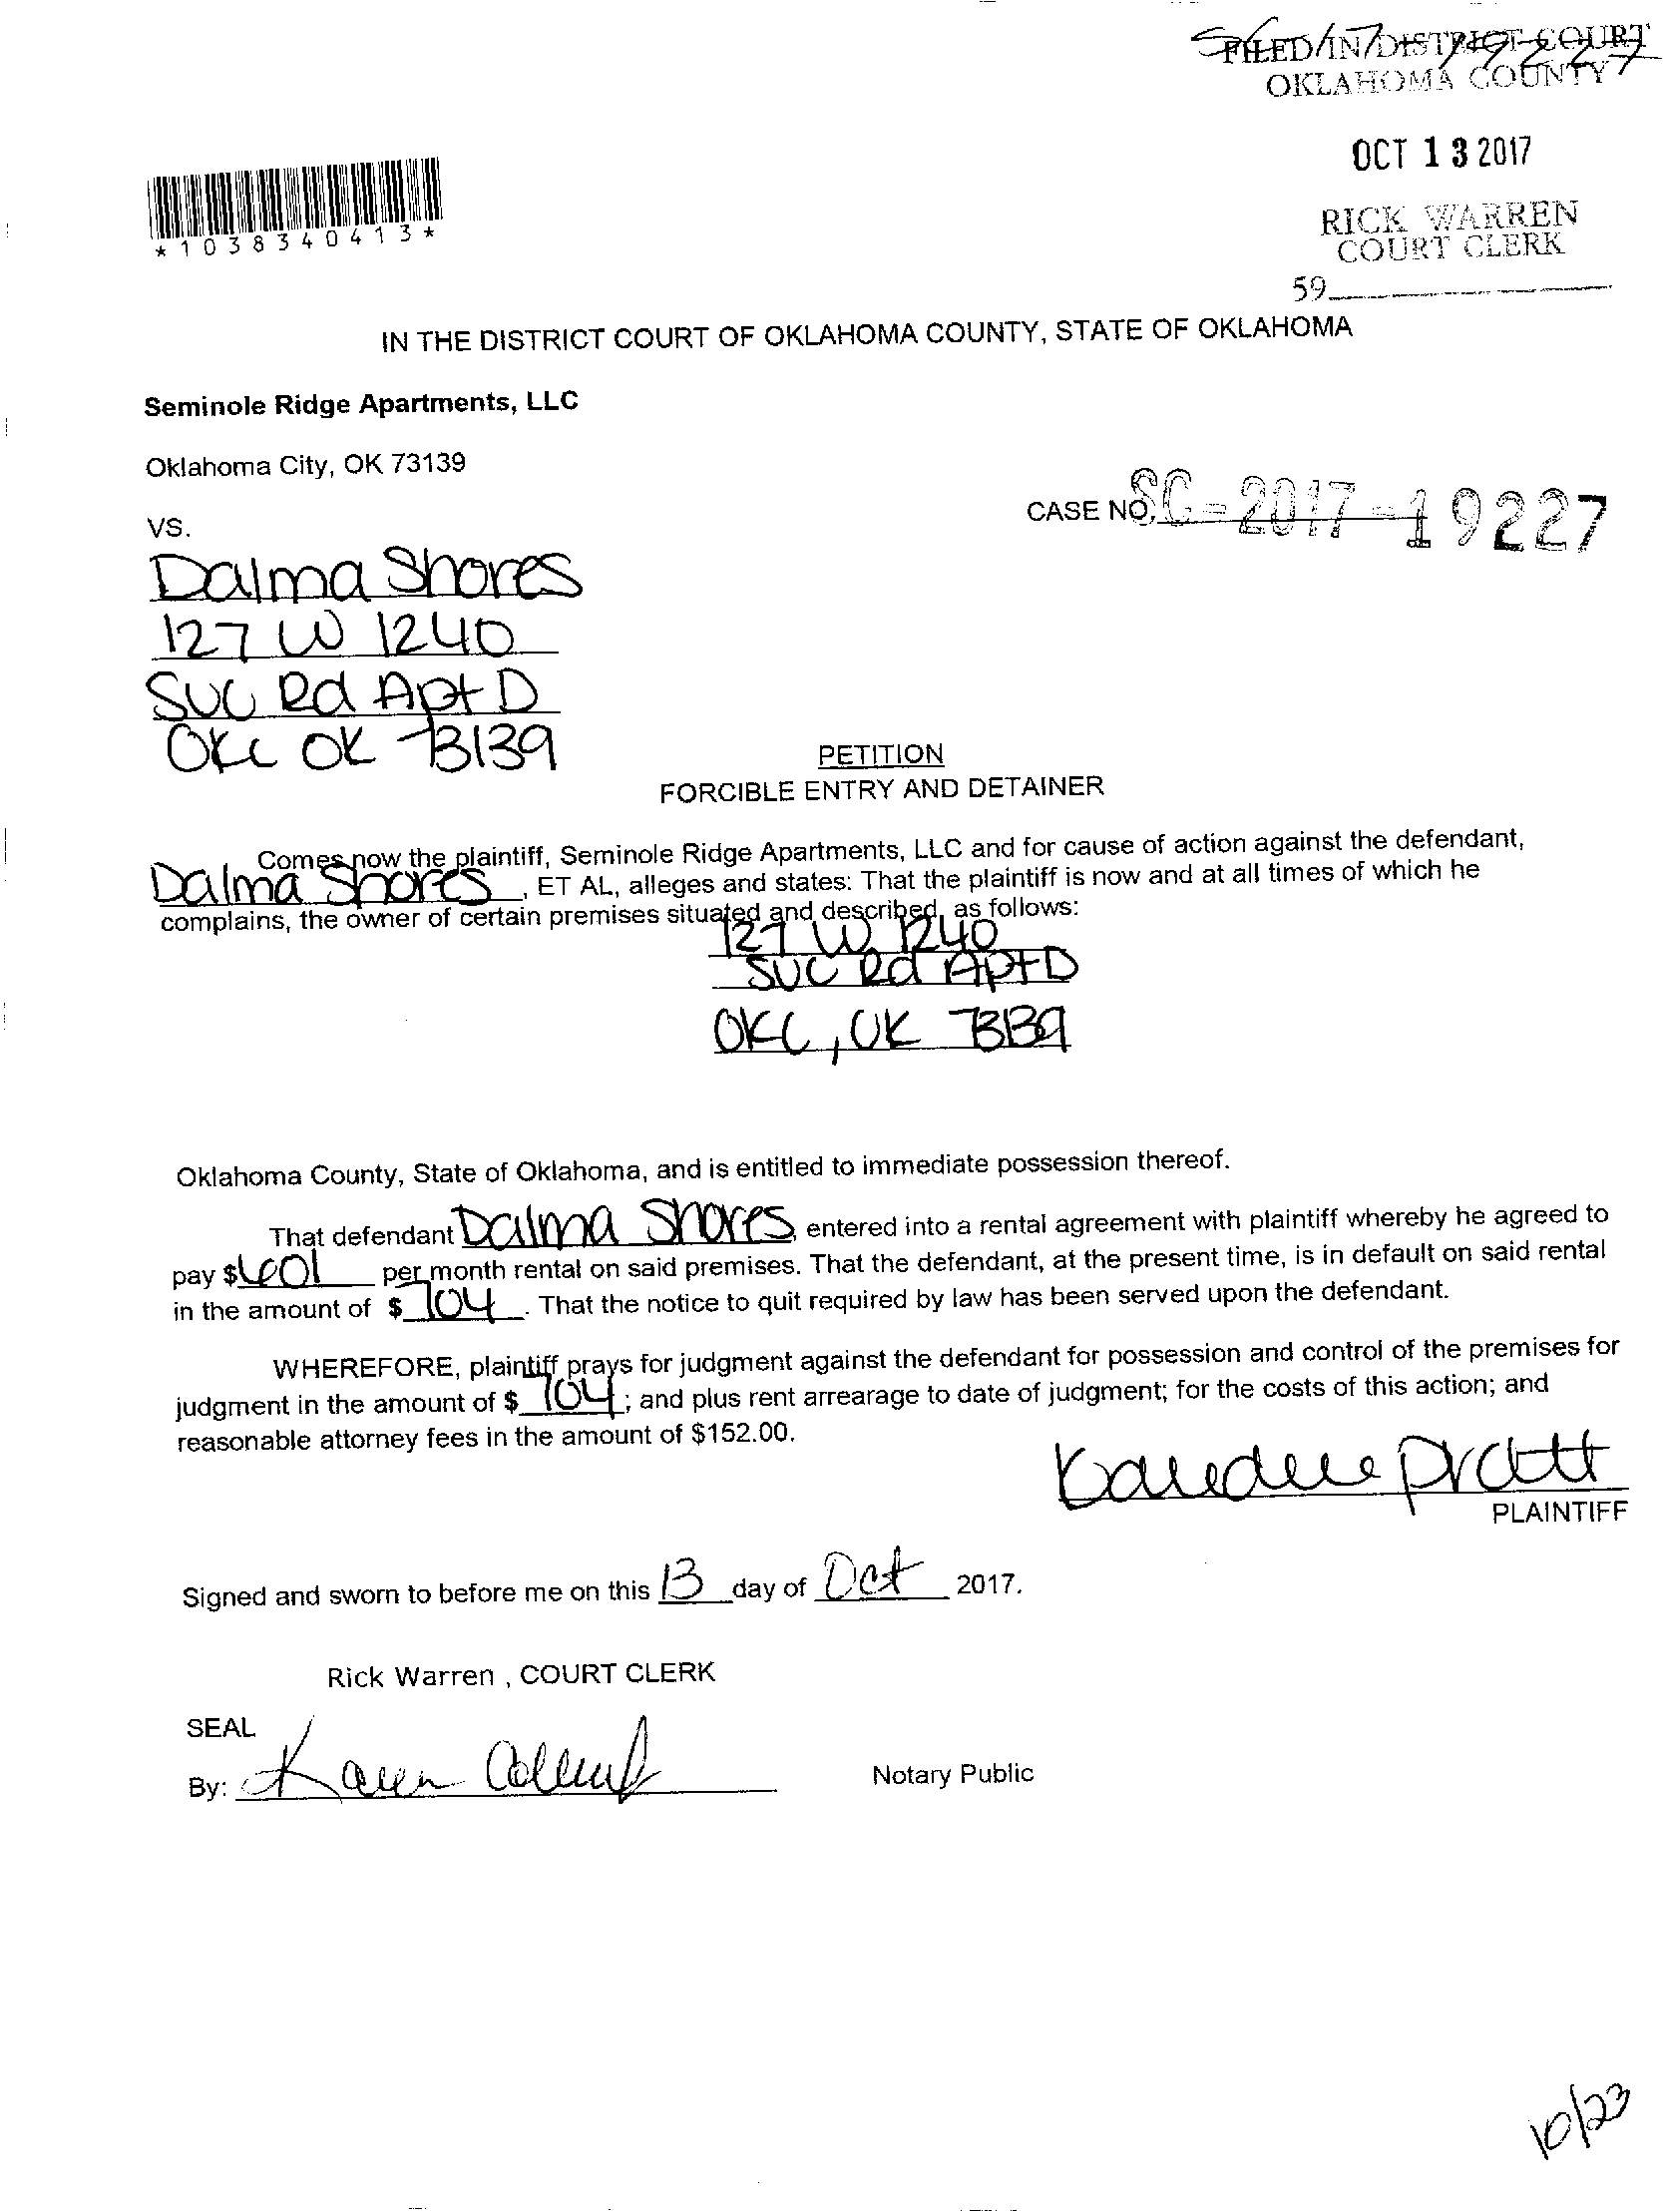 SC-17-19227
FILED IN DISTRICT COURT
OKLAHOMA COUNTY
OCT 13 2017
RICK WARREN
COURT CLERK
59
*1038340413*
IN THE DISTRICT COURT OF OKLAHOMA COUNTY, STATE OF OKLAHOMA
Seminole Ridge Apartments, LLC
Oklahoma City, OK 73139
CASE NO. SC-2017-19227
VS.
Dalma Shores
127 W 1240
SVC Rd Apt D
OKC OK 73139
PETITION
FORCIBLE ENTRY AND DETAINER
Comes now the plaintiff, Seminole Ridge Apartments, LLC and for cause of action against the defendant,
Dalma Shores, ET AL, alleges and states: That the plaintiff is now and at all times of which he
complains, the owner of certain premises situated and described, as follows:
127 W 1240
SVC Rd Apt D
OKC, OK 73139
Oklahoma County, State of Oklahoma, and is entitled to immediate possession thereof.
That defendant Dalma Shores, entered into a rental agreement with plaintiff whereby he agreed to
pay $601 per month rental on said premises. That the defendant, at the present time, is in default on said rental
in the amount of $ 704. That the notice to quit required by law has been served upon the defendant.
WHEREFORE, plaintiff prays for judgment against the defendant for possession and control of the premises for
judgment in the amount of $ 704; and plus rent arrearage to date of judgment; for the costs of this action; and
reasonable attorney fees in the amount of $152.00.
Pratt
PLAINTIFF
Signed and sworn to before me on this 13 day of Oct 2017.
Rick Warren , COURT CLERK
SEAL
By: Karen
Notary Public
10/23